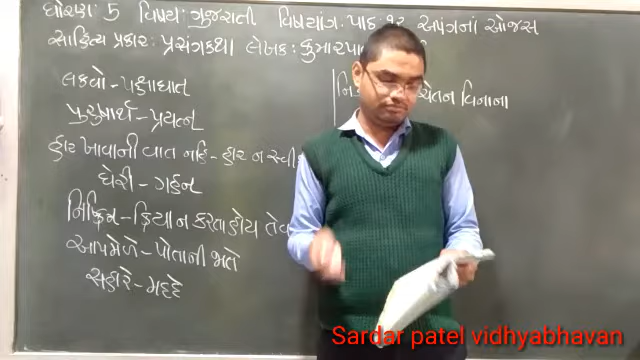 ધોરણ 5 વિષય ગુજરાતી વિષયાંગ: પાઠ: ૧૮ અપંગનાં ઓજસ
સાહિત્ય પ્રકાર: પ્રસંગકથા લેખક: કુમારપા
લકવો - પક્ષાઘાત
પુરુષાર્થ - પ્રયત્ન
હાર ખાવાની વાત નહિ - હાર ન સ્વી
ઘેરી - ગહન
નિષ્ક્રિય - ક્રિયા ન કરતા હોય તેવ
આપમેળે - પોતાની જાતે
સહારે - મદદે
ચેતન વિનાના
Sardar patel vidhyabhavan